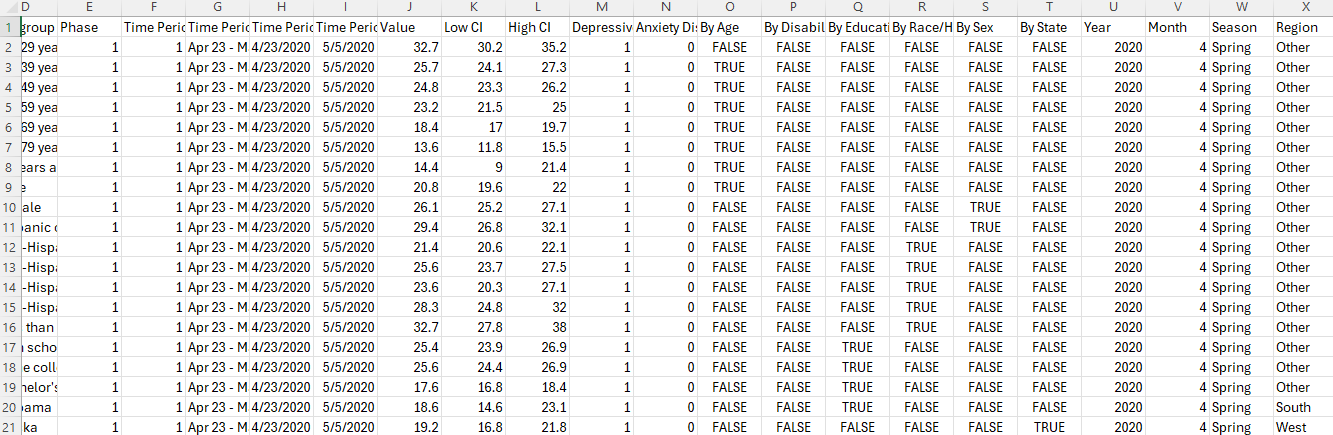 D E F G H I J K L M N O P Q R S T U V W X
1 group Phase Time Peric Time Peric Time Peric Time Peric Value Low CI High CI Depressiv Anxiety Di: By Age By Disabil By Educati By Race/H By Sex By State Year Month Season Region
2 29 yea 1 1 Apr 23 - M 4/23/2020 5/5/2020 32.7 30.2 35.2 1 0 FALSE FALSE FALSE FALSE FALSE FALSE 2020 4 Spring Other
3 39 yea 1 1 Apr 23 - M 4/23/2020 5/5/2020 25.7 24.1 27.3 1 0 TRUE FALSE FALSE FALSE FALSE FALSE 2020 4 Spring Other
4 49 yea 1 1 Apr 23 - M 4/23/2020 5/5/2020 24.8 23.3 26.2 1 0 TRUE FALSE FALSE FALSE FALSE FALSE 2020 4 Spring Other
5 59 yea 1 1 Apr 23 - M 4/23/2020 5/5/2020 23.2 21.5 25 1 0 TRUE FALSE FALSE FALSE FALSE FALSE 2020 4 Spring Other
6 69 yea 1 1 Apr 23 - M 4/23/2020 5/5/2020 18.4 17 19.7 1 0 TRUE FALSE FALSE FALSE FALSE FALSE 2020 4 Spring Other
7 79 yea 1 1 Apr 23 - M 4/23/2020 5/5/2020 13.6 11.8 15.5 1 0 TRUE FALSE FALSE FALSE FALSE FALSE 2020 4 Spring Other
8 ears a 1 1 Apr 23 - M 4/23/2020 5/5/2020 14.4 9 21.4 1 0 TRUE FALSE FALSE FALSE FALSE FALSE 2020 4 Spring Other
9 e 1 1 Apr 23 - M 4/23/2020 5/5/2020 20.8 19.6 22 1 0 TRUE FALSE FALSE FALSE FALSE FALSE 2020 4 Spring Other
10 ale 1 1 Apr 23 - M 4/23/2020 5/5/2020 26.1 25.2 27.1 1 0 FALSE FALSE FALSE FALSE TRUE FALSE 2020 4 Spring Other
11 panic o 1 1 Apr 23 - M 4/23/2020 5/5/2020 29.4 26.8 32.1 1 0 FALSE FALSE FALSE FALSE TRUE FALSE 2020 4 Spring Other
12 -Hispa 1 1 Apr 23 - M 4/23/2020 5/5/2020 21.4 20.6 22.1 1 0 FALSE FALSE FALSE TRUE FALSE FALSE 2020 4 Spring Other
13 -Hispa 1 1 Apr 23 - M 4/23/2020 5/5/2020 25.6 23.7 27.5 1 0 FALSE FALSE FALSE TRUE FALSE FALSE 2020 4 Spring Other
14 -Hispa 1 1 Apr 23 - M 4/23/2020 5/5/2020 23.6 20.3 27.1 1 0 FALSE FALSE FALSE TRUE FALSE FALSE 2020 4 Spring Other
15 -Hispa 1 1 Apr 23 - M 4/23/2020 5/5/2020 28.3 24.8 32 1 0 FALSE FALSE FALSE TRUE FALSE FALSE 2020 4 Spring Other
16 than 1 1 Apr 23 - M 4/23/2020 5/5/2020 32.7 27.8 38 1 0 FALSE FALSE FALSE TRUE FALSE FALSE 2020 4 Spring Other
17 scho 1 1 Apr 23 - M 4/23/2020 5/5/2020 25.4 23.9 26.9 1 0 FALSE FALSE TRUE FALSE FALSE FALSE 2020 4 Spring Other
18 e coll 1 1 Apr 23 - M 4/23/2020 5/5/2020 25.6 24.4 26.9 1 0 FALSE FALSE TRUE FALSE FALSE FALSE 2020 4 Spring Other
19 helor's 1 1 Apr 23 - M 4/23/2020 5/5/2020 17.6 16.8 18.4 1 0 FALSE FALSE TRUE FALSE FALSE FALSE 2020 4 Spring Other
20 ama 1 1 Apr 23 - M 4/23/2020 5/5/2020 18.6 14.6 23.1 1 0 FALSE FALSE TRUE FALSE FALSE FALSE 2020 4 Spring South
21 ka 1 1 Apr 23 - M 4/23/2020 5/5/2020 19.2 16.8 21.8 1 0 FALSE FALSE FALSE FALSE FALSE TRUE 2020 4 Spring West